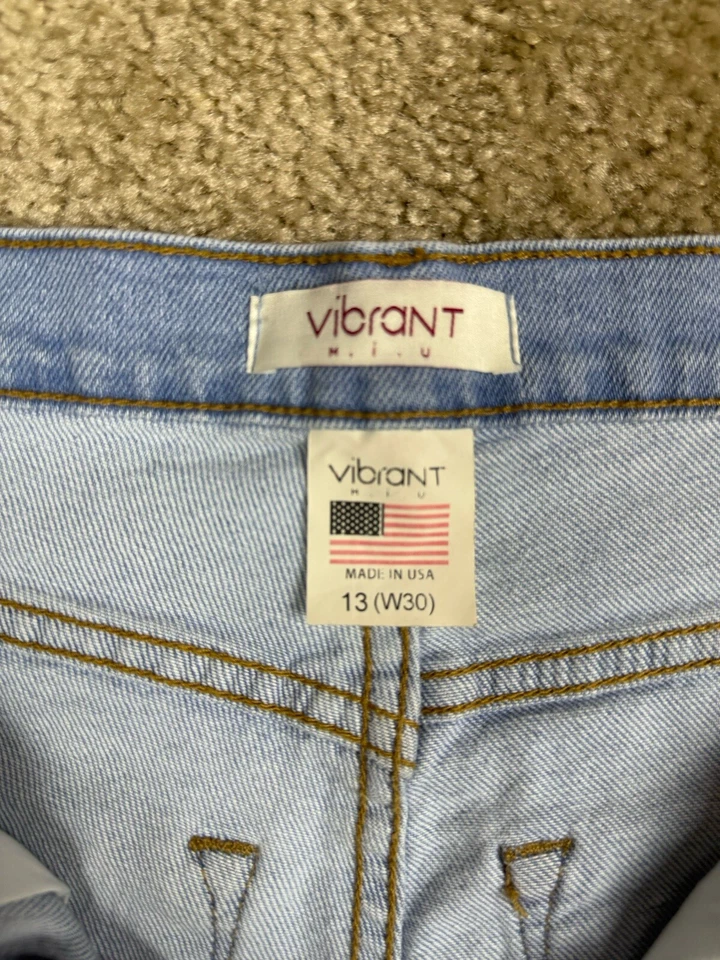 vibrant
M.i.U
vibrant
M i U
MADE IN USA
13 (W30)